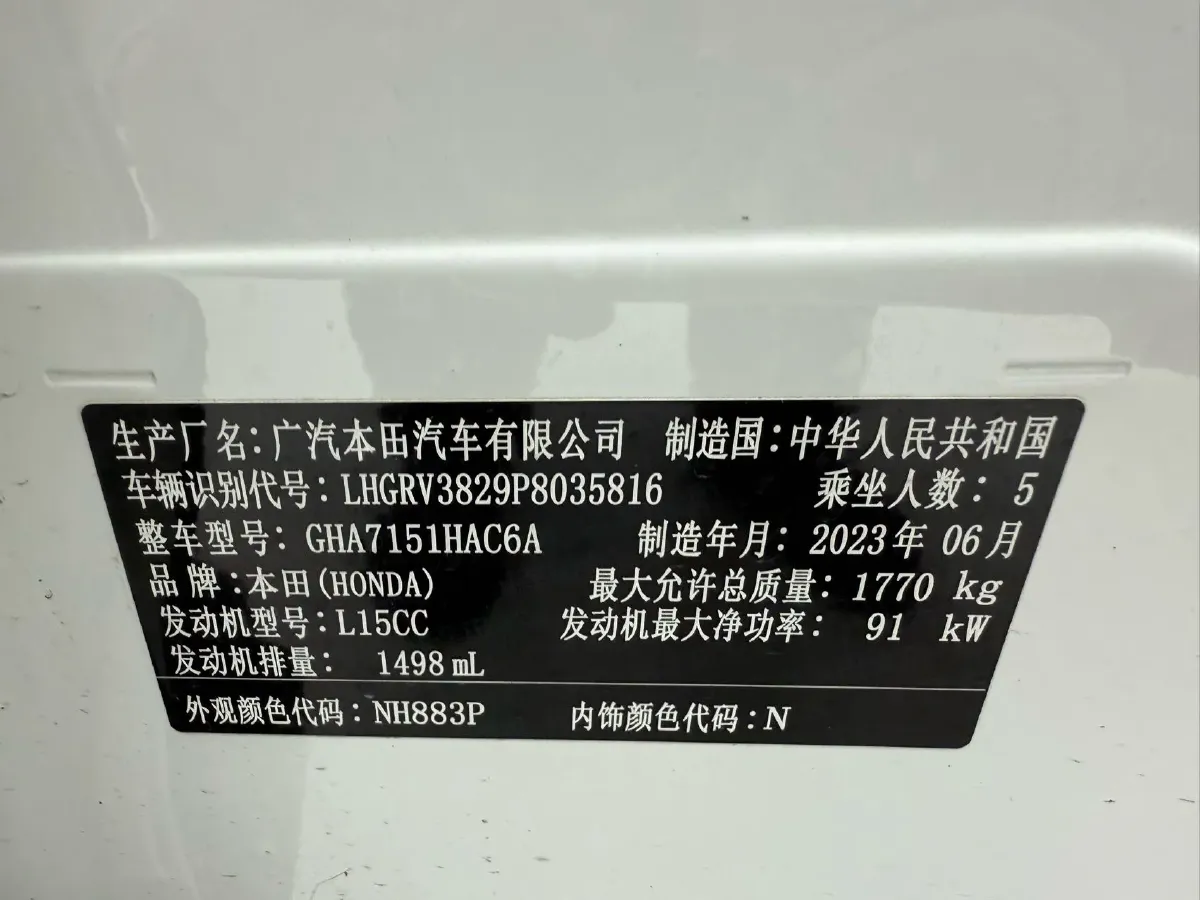 生产厂名:广汽本田汽车有限公司 制造国:中华人民共和国
车辆识别代号:LHGRV3829P8035816 乘坐人数:5
整车型号:GHA7151HAC6A 制造年月:2023年 06月
品牌:本田(HONDA) 最大允许总质量:1770 kg
发动机型号:L15CC 发动机最大净功率:91 kW
发动机排量:1498 mL
外观颜色代码:NH883P 内饰颜色代码:N